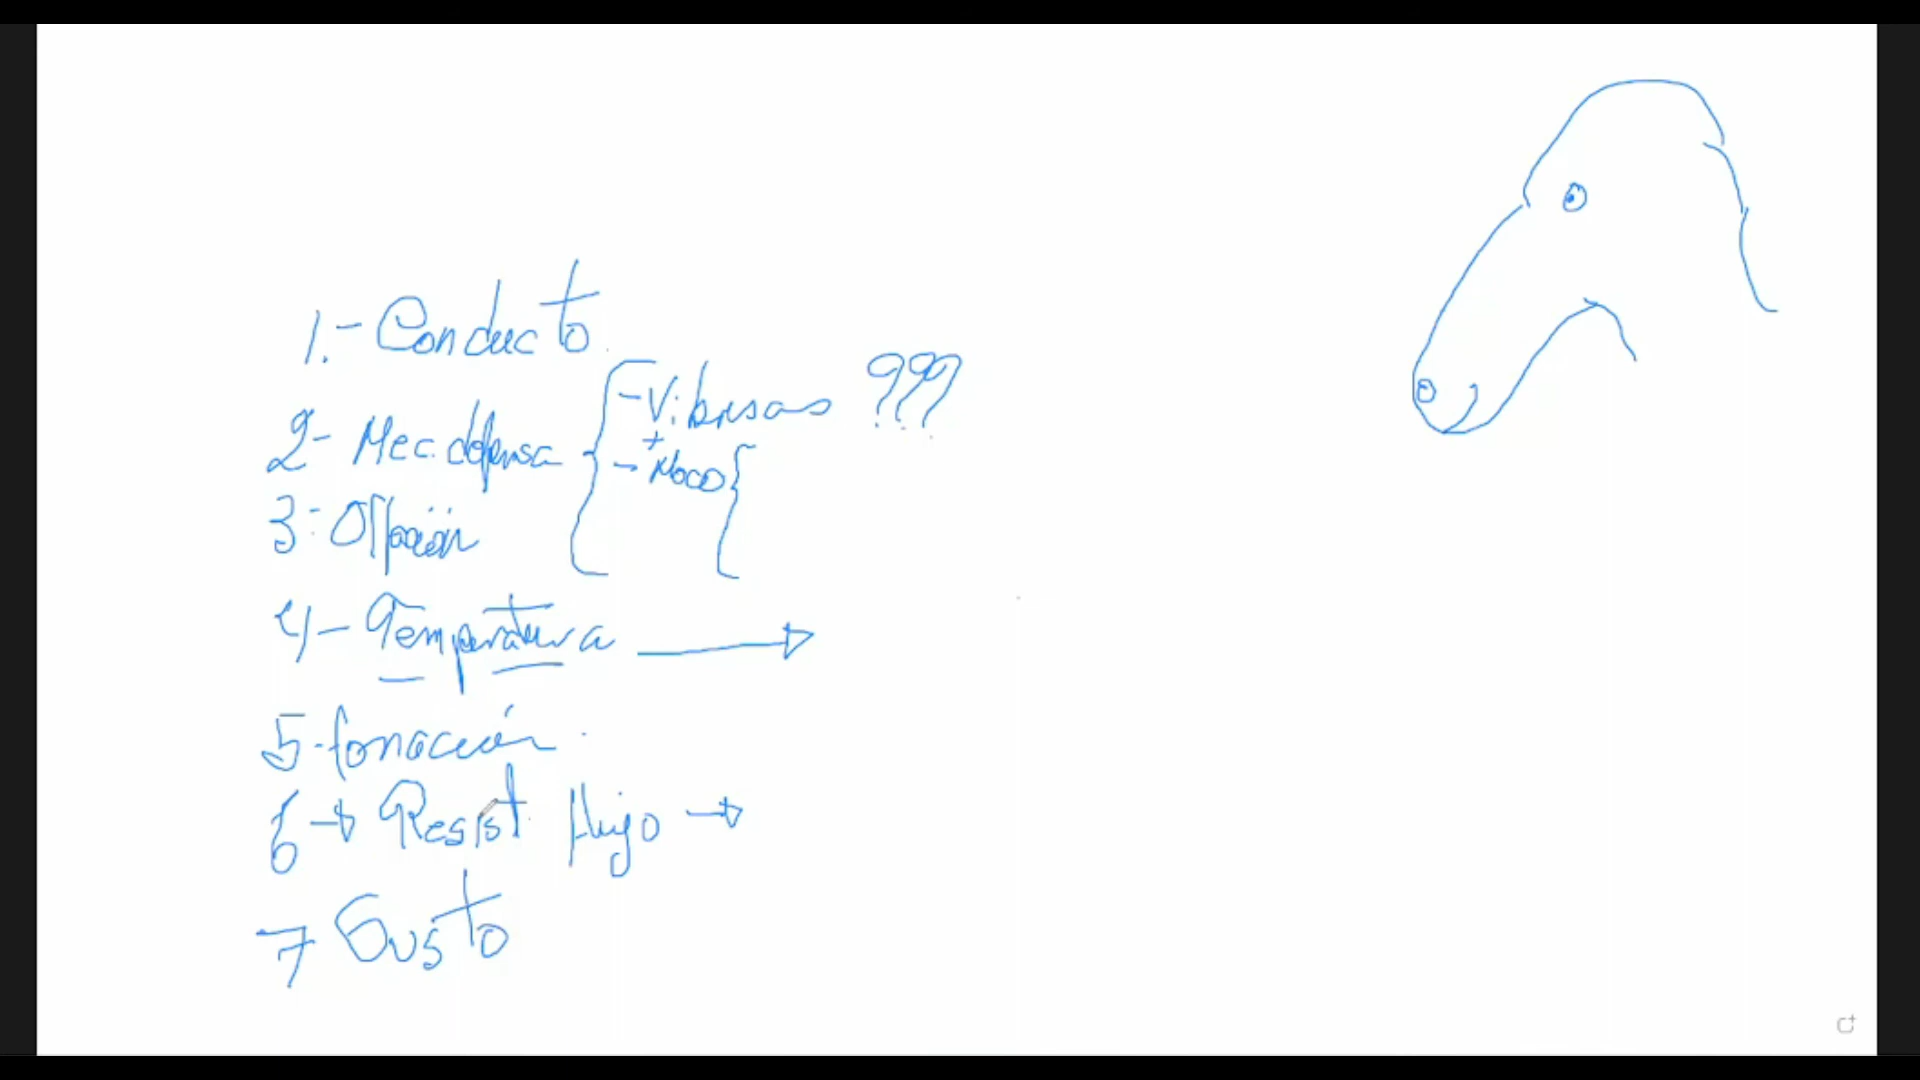 1.- Conducto
2- Mec. defensa { - Vibrisas ???
+
- Moco {
3- Olfación
4- Temperatura →
5- fonación
6 → Resist flujo →
7 Gusto